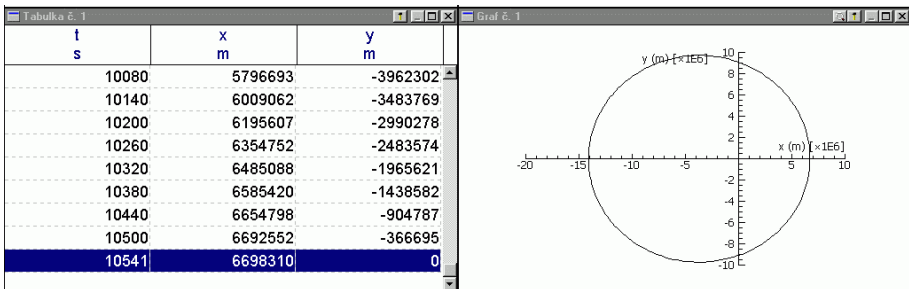 Tabulka č. 1
t x y
s m m
10080 5796693 -3962302
10140 6009062 -3483769
10200 6195607 -2990278
10260 6354752 -2483574
10320 6485088 -1965621
10380 6585420 -1438582
10440 6654798 -904787
10500 6692552 -366695
10541 6698310 0
Graf č. 1
y (m) [×1E6]
10
8
6
4
2
x (m) [×1E6]
-20 -15 -10 -5 5 10
-2
-4
-6
-8
-10